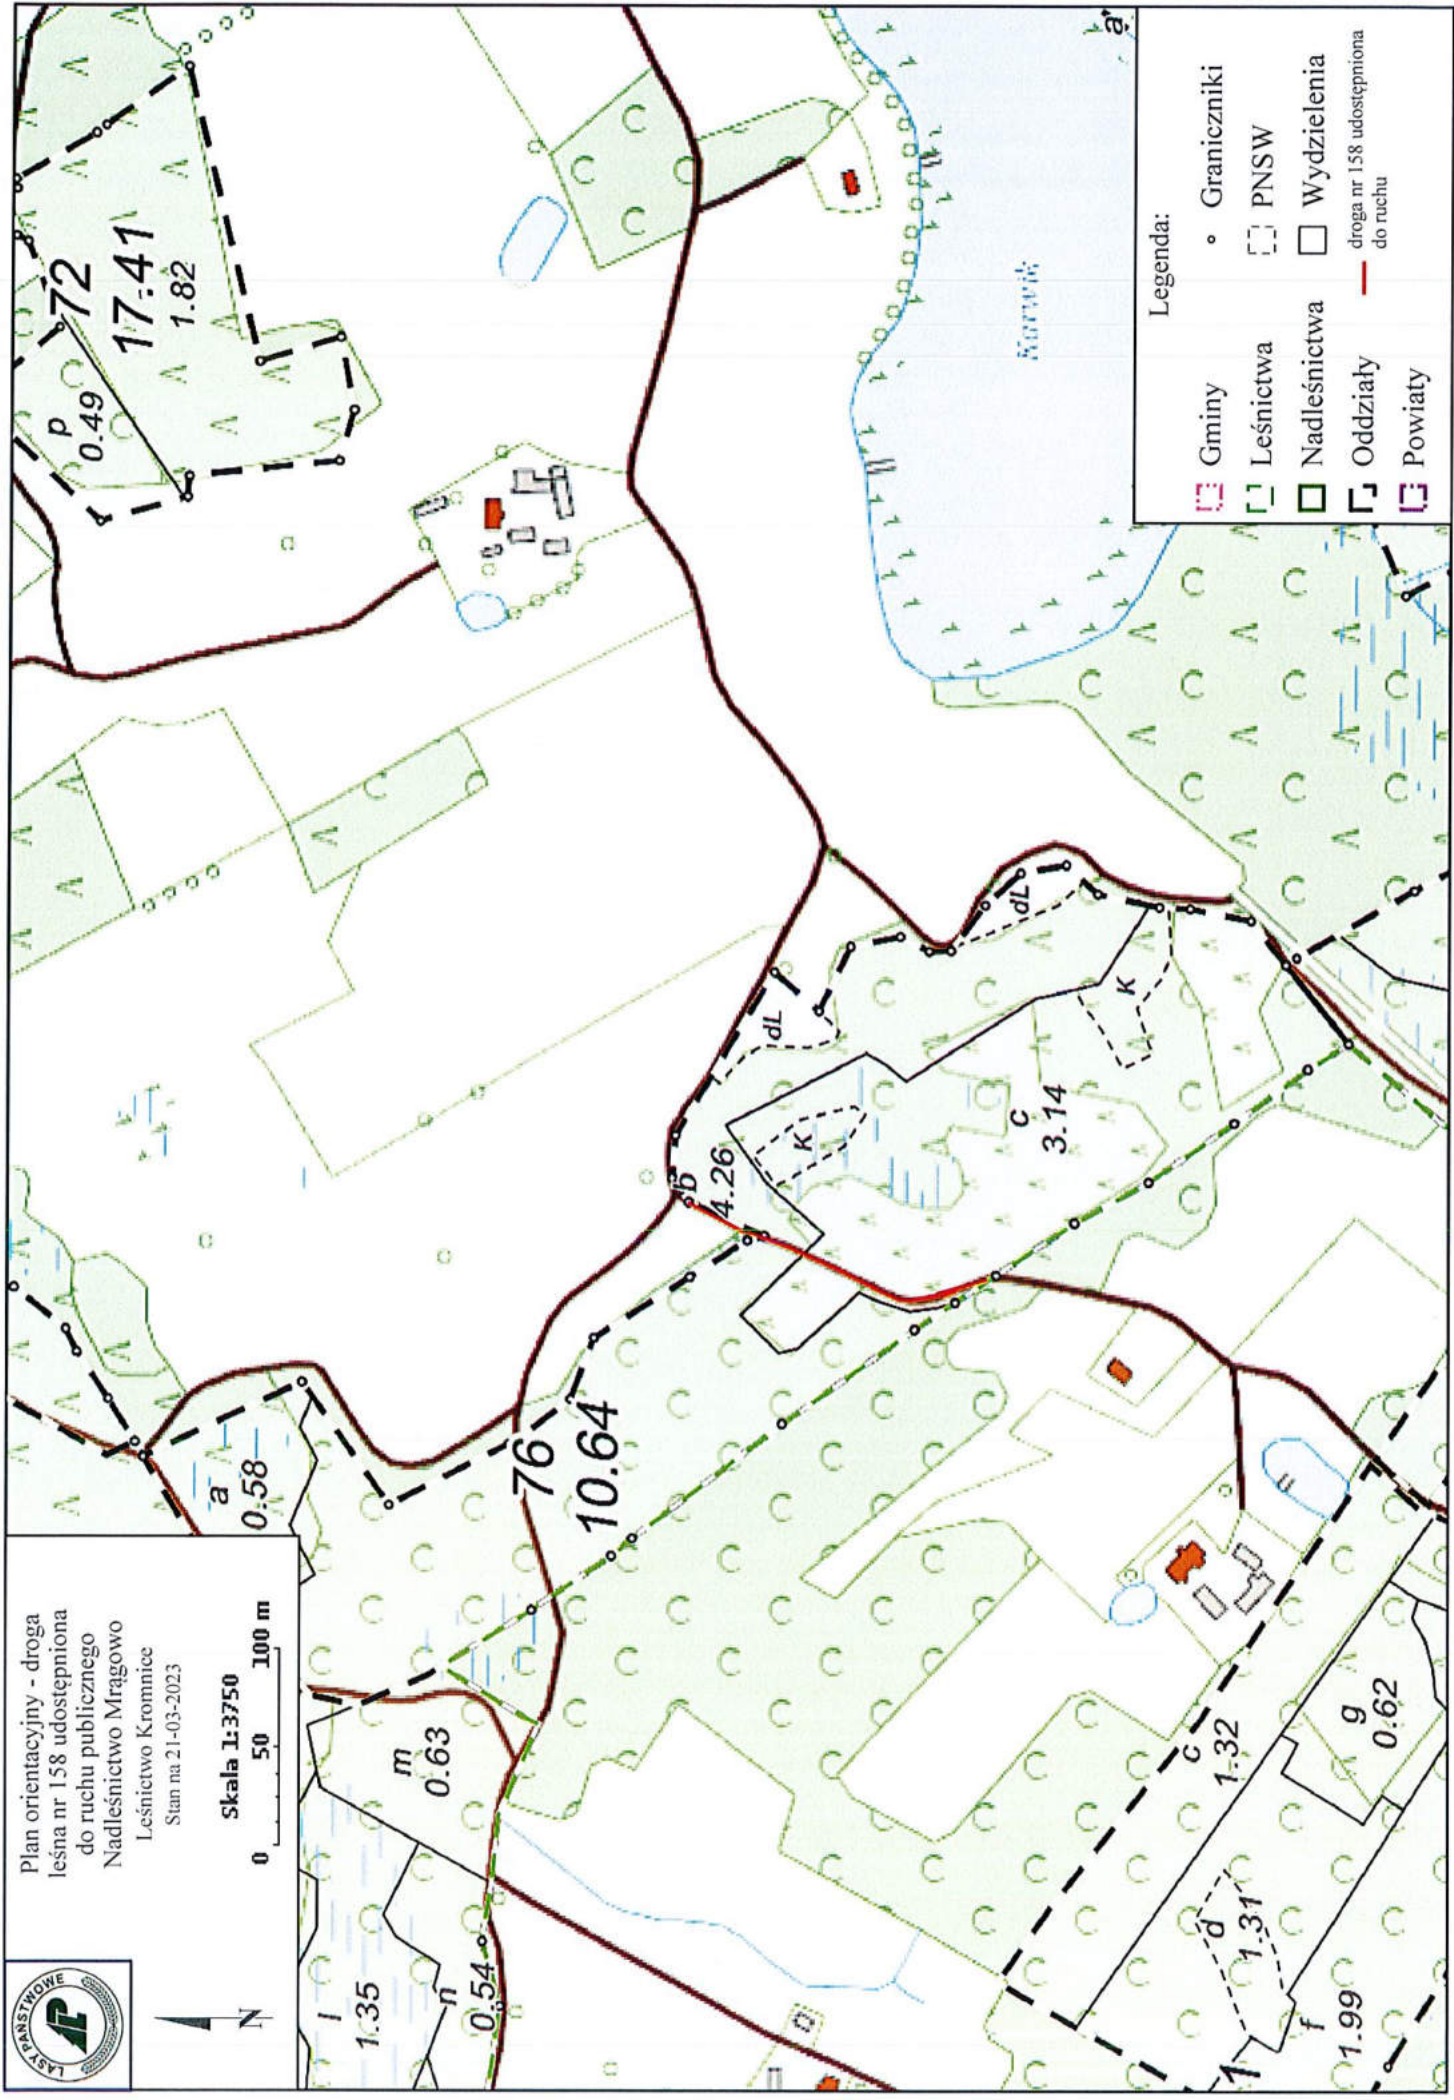 LASY PAŃSTWOWE
LP
N
Plan orientacyjny - droga
leśna nr 158 udostępniona
do ruchu publicznego
Nadleśnictwo Mrągowo
Leśnictwo Kromnice
Stan na 21-03-2023
Skala 1:3750
0 50 100 m
a
0.58
l
1.35
m
0.63
n
0.54
76
10.64
p
0.49
72
17.41
1.82
b
4.26
dL
dL
K
K
c
3.14
c
1.32
d
1.31
f
1.99
g
0.62
1
a
Legenda:
Gminy
Leśnictwa
Nadleśnictwa
Oddziały
Powiaty
Graniczniki
PNSW
Wydzielenia
droga nr 158 udostępniona
do ruchu